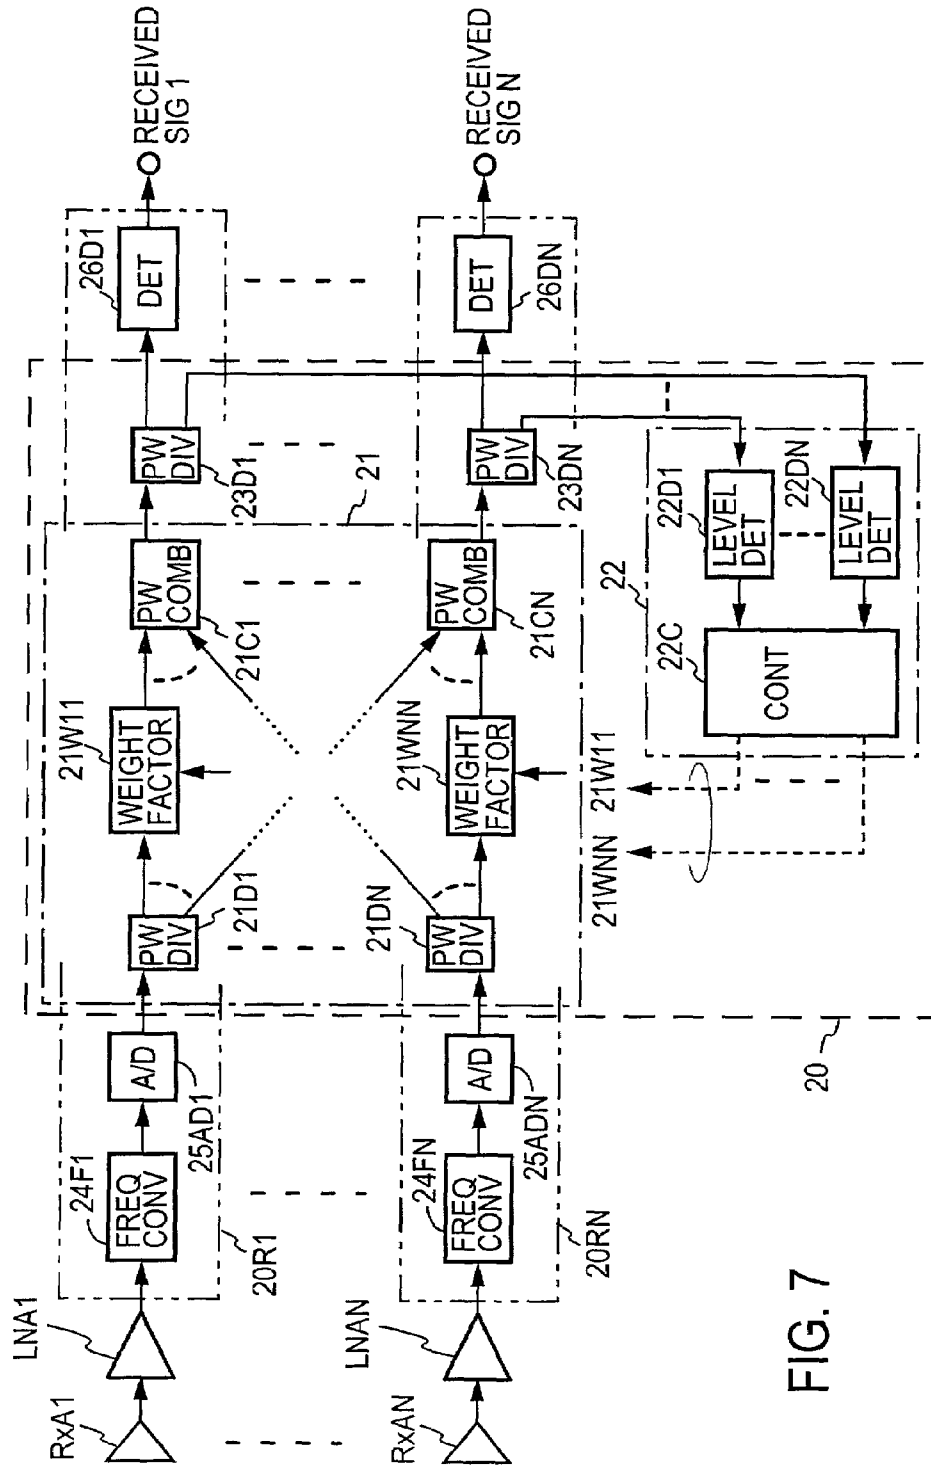 RxA1
LNA1
24F1
FREQ
CONV
A/D
25AD1
20R1
PW
DIV
21D1
21W11
WEIGHT
FACTOR
PW
COMB
21C1
21
PW
DIV
23D1
26D1
DET
RECEIVED
SIG 1
RxAN
LNAN
24FN
FREQ
CONV
A/D
25ADN
20RN
21DN
PW
DIV
21WNN
WEIGHT
FACTOR
PW
COMB
21CN
PW
DIV
23DN
DET
26DN
RECEIVED
SIG N
20
21WNN
21W11
22
22C
CONT
22D1
LEVEL
DET
22DN
LEVEL
DET
FIG. 7